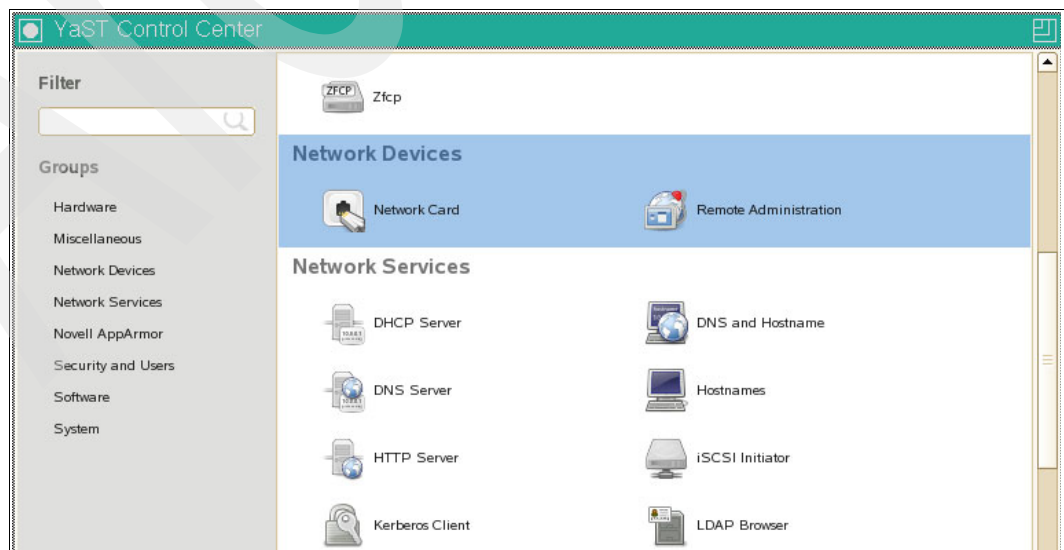 YaST Control Center
Filter
Groups
Hardware
Miscellaneous
Network Devices
Network Services
Novell AppArmor
Security and Users
Software
System
ZFCP
Zfcp
Network Devices
Network Card
Remote Administration
Network Services
DHCP Server
DNS and Hostname
DNS Server
Hostnames
HTTP Server
iSCSI Initiator
Kerberos Client
LDAP Browser